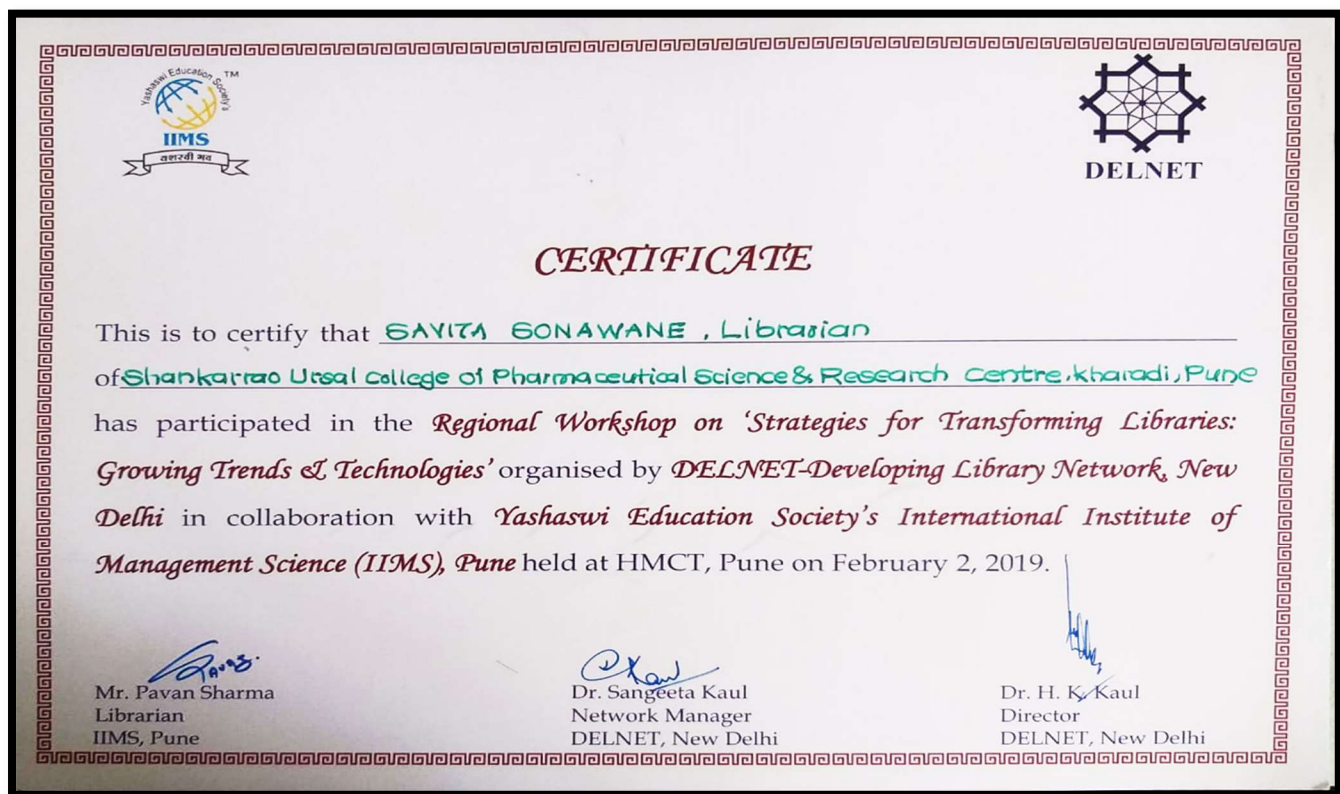 Yashaswi Education Society's TM
IIMS
यशस्वी भव
DELNET
CERTIFICATE
This is to certify that SAVITA SONAWANE, Librarian
of Shankarrao Ursal College of Pharmaceutical Science & Research Centre, kharadi, Pune
has participated in the Regional Workshop on 'Strategies for Transforming Libraries:
Growing Trends & Technologies' organised by DELNET-Developing Library Network, New
Delhi in collaboration with Yashaswi Education Society's International Institute of
Management Science (IIMS), Pune held at HMCT, Pune on February 2, 2019.
Mr. Pavan Sharma
Librarian
IIMS, Pune
Dr. Sangeeta Kaul
Network Manager
DELNET, New Delhi
Dr. H. K. Kaul
Director
DELNET, New Delhi